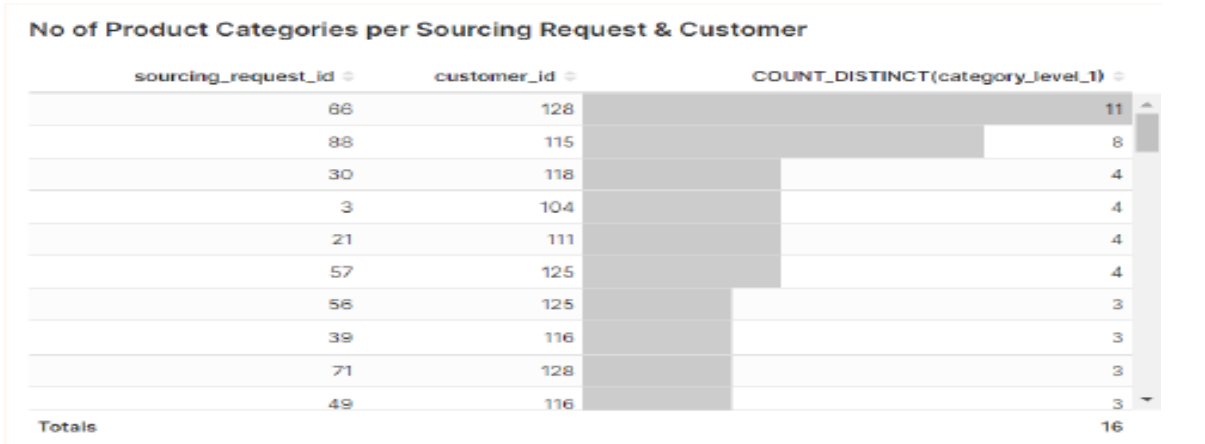 No of Product Categories per Sourcing Request & Customer
sourcing_request_id customer_id COUNT_DISTINCT(category_level_1)
66 128 11
88 115 8
30 118 4
3 104 4
21 111 4
57 125 4
56 125 3
39 116 3
71 128 3
49 116 3
Totals 16